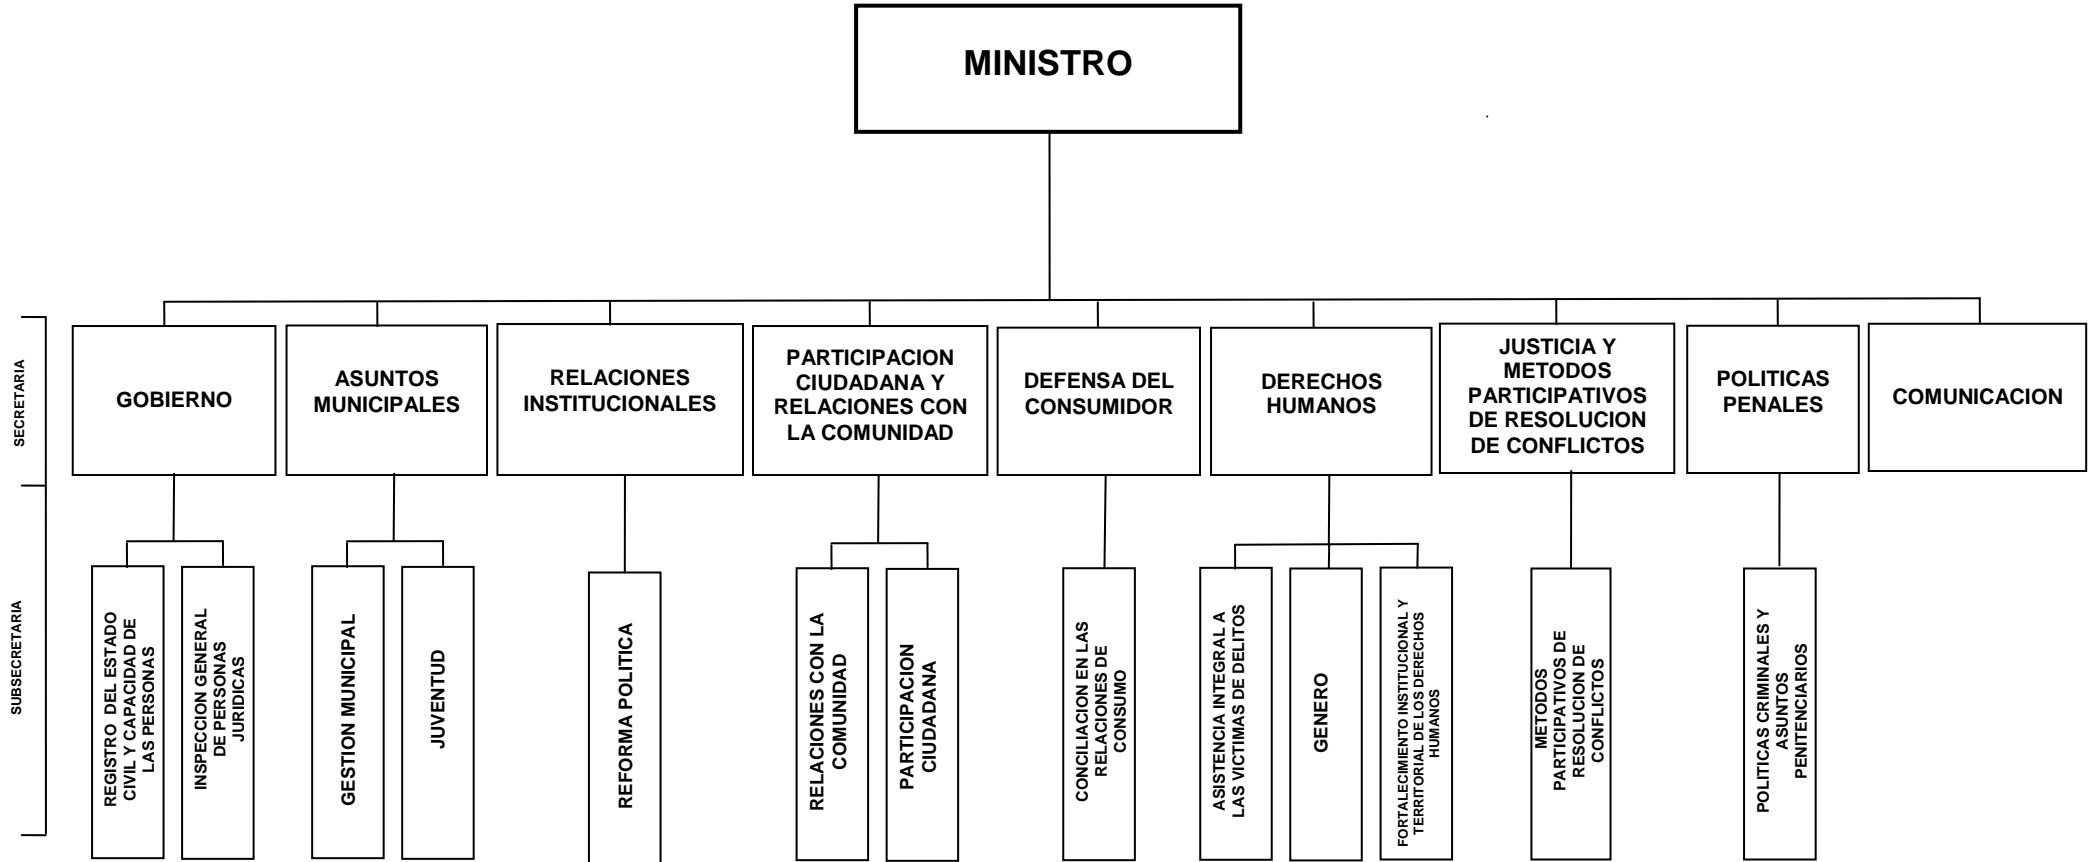 MINISTRO
SECRETARIA
GOBIERNO
ASUNTOS
MUNICIPALES
RELACIONES
INSTITUCIONALES
PARTICIPACION
CIUDADANA Y
RELACIONES CON
LA COMUNIDAD
DEFENSA DEL
CONSUMIDOR
DERECHOS
HUMANOS
JUSTICIA Y
METODOS
PARTICIPATIVOS
DE RESOLUCION
DE CONFLICTOS
POLITICAS
PENALES
COMUNICACION
SUBSECRETARIA
REGISTRO DEL ESTADO
CIVIL Y CAPACIDAD DE
LAS PERSONAS
INSPECCION GENERAL
DE PERSONAS
JURIDICAS
GESTION MUNICIPAL
JUVENTUD
REFORMA POLITICA
RELACIONES CON LA
COMUNIDAD
PARTICIPACION
CIUDADANA
CONCILIACION EN LAS
RELACIONES DE
CONSUMO
ASISTENCIA INTEGRAL A
LAS VICTIMAS DE DELITOS
GENERO
FORTALECIMIENTO INSTITUCIONAL Y
TERRITORIAL DE LOS DERECHOS
HUMANOS
METODOS
PARTICIPATIVOS DE
RESOLUCION DE
CONFLICTOS
POLITICAS CRIMINALES Y
ASUNTOS
PENITENCIARIOS